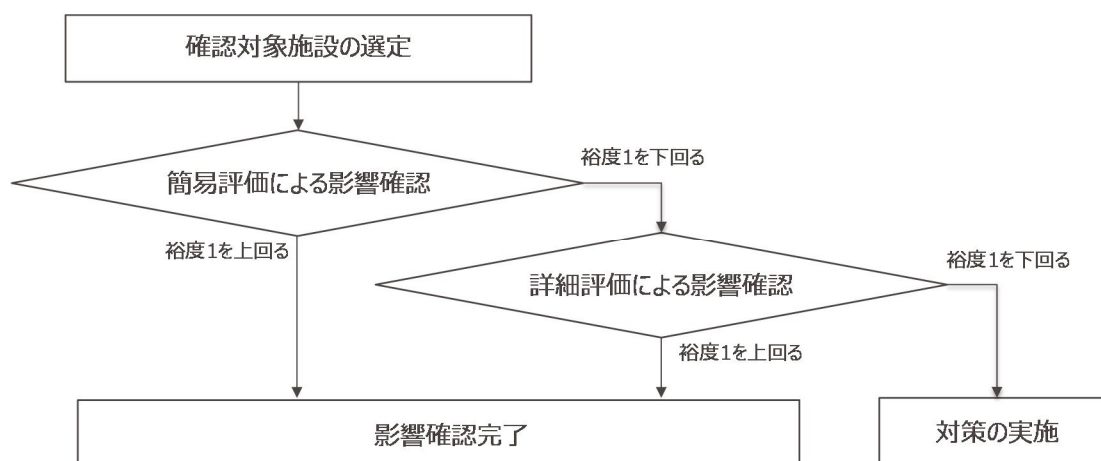 確認対象施設の選定
簡易評価による影響確認
裕度1を下回る
裕度1を上回る
詳細評価による影響確認
裕度1を下回る
裕度1を上回る
影響確認完了
対策の実施